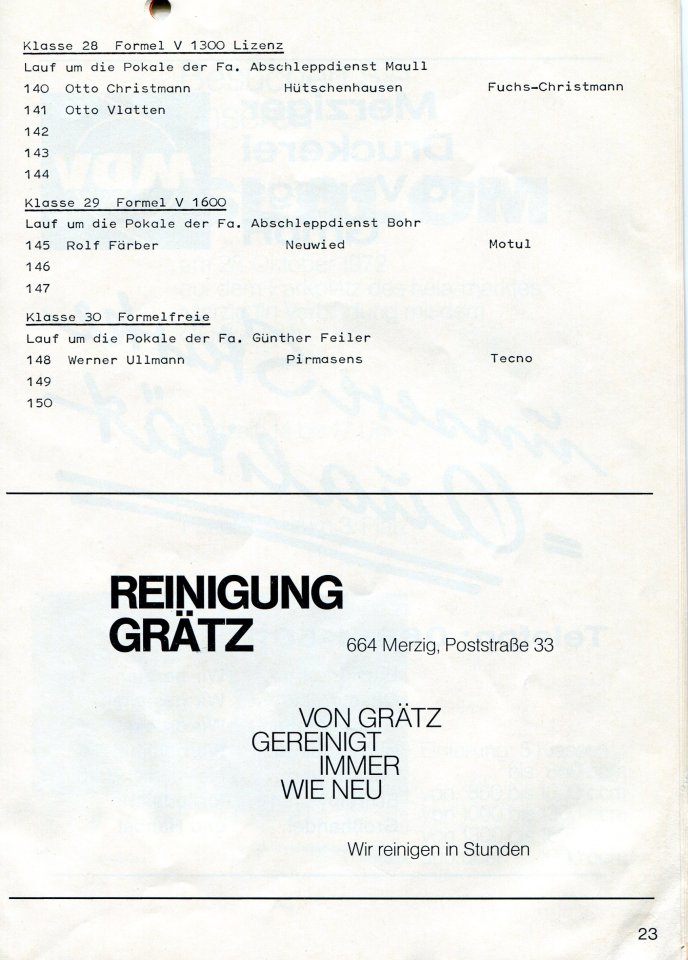 Klasse 28 Formel V 1300 Lizenz
Lauf um die Pokale der Fa. Abschleppdienst Maull
140 Otto Christmann Hütschenhausen Fuchs-Christmann
141 Otto Vlatten
142
143
144
Klasse 29 Formel V 1600
Lauf um die Pokale der Fa. Abschleppdienst Bohr
145 Rolf Färber Neuwied Motul
146
147
Klasse 30 Formelfreie
Lauf um die Pokale der Fa. Günther Feiler
148 Werner Ullmann Pirmasens Tecno
149
150
REINIGUNG
GRÄTZ
664 Merzig, Poststraße 33
VON GRÄTZ
GEREINIGT
IMMER
WIE NEU
Wir reinigen in Stunden
23